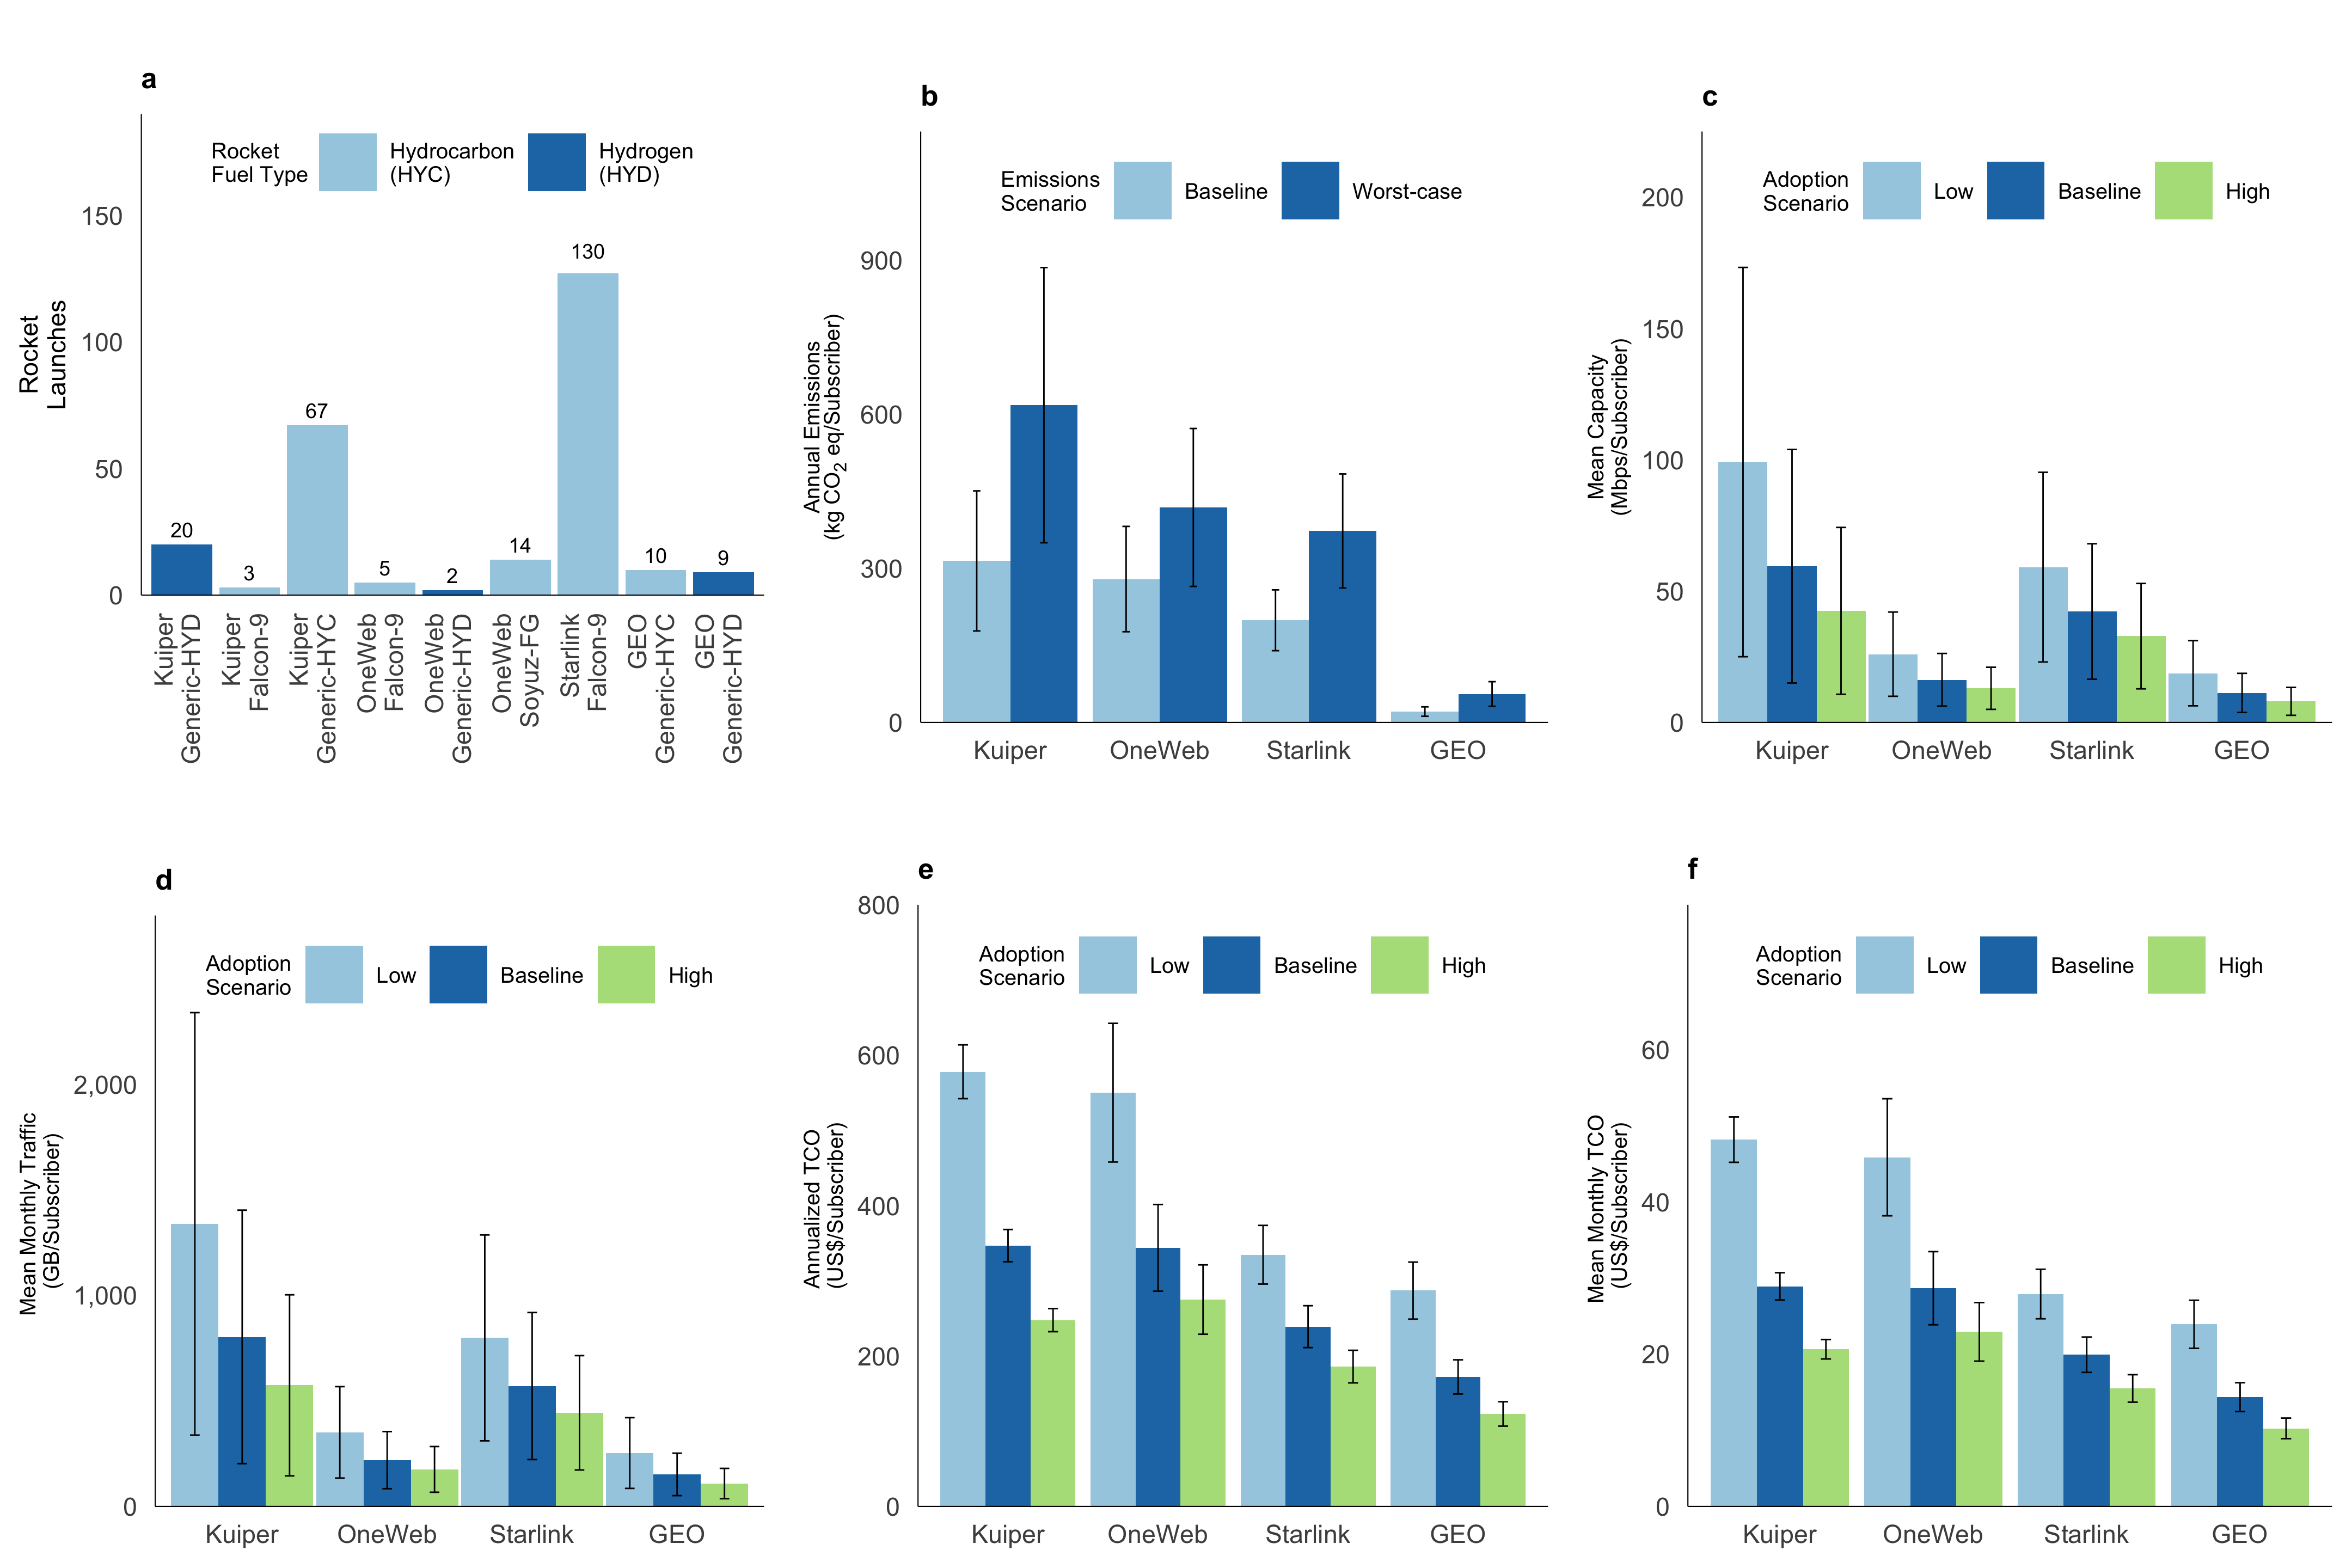 a
Rocket
Fuel Type
Hydrocarbon
(HYC)
Hydrogen
(HYD)
Rocket
Launches
150
100
50
0
20
3
67
5
2
14
130
10
9
Kuiper
Generic-HYD
Kuiper
Falcon-9
Kuiper
Generic-HYC
OneWeb
Falcon-9
OneWeb
Generic-HYD
OneWeb
Soyuz-FG
Starlink
Falcon-9
GEO
Generic-HYC
GEO
Generic-HYD
b
Emissions
Scenario
Baseline
Worst-case
Annual Emissions
(kg CO2 eq/Subscriber)
900
600
300
0
Kuiper
OneWeb
Starlink
GEO
c
Adoption
Scenario
Low
Baseline
High
Mean Capacity
(Mbps/Subscriber)
200
150
100
50
0
Kuiper
OneWeb
Starlink
GEO
d
Adoption
Scenario
Low
Baseline
High
Mean Monthly Traffic
(GB/Subscriber)
2,000
1,000
0
Kuiper
OneWeb
Starlink
GEO
e
Adoption
Scenario
Low
Baseline
High
Annualized TCO
(US$/Subscriber)
800
600
400
200
0
Kuiper
OneWeb
Starlink
GEO
f
Adoption
Scenario
Low
Baseline
High
Mean Monthly TCO
(US$/Subscriber)
60
40
20
0
Kuiper
OneWeb
Starlink
GEO